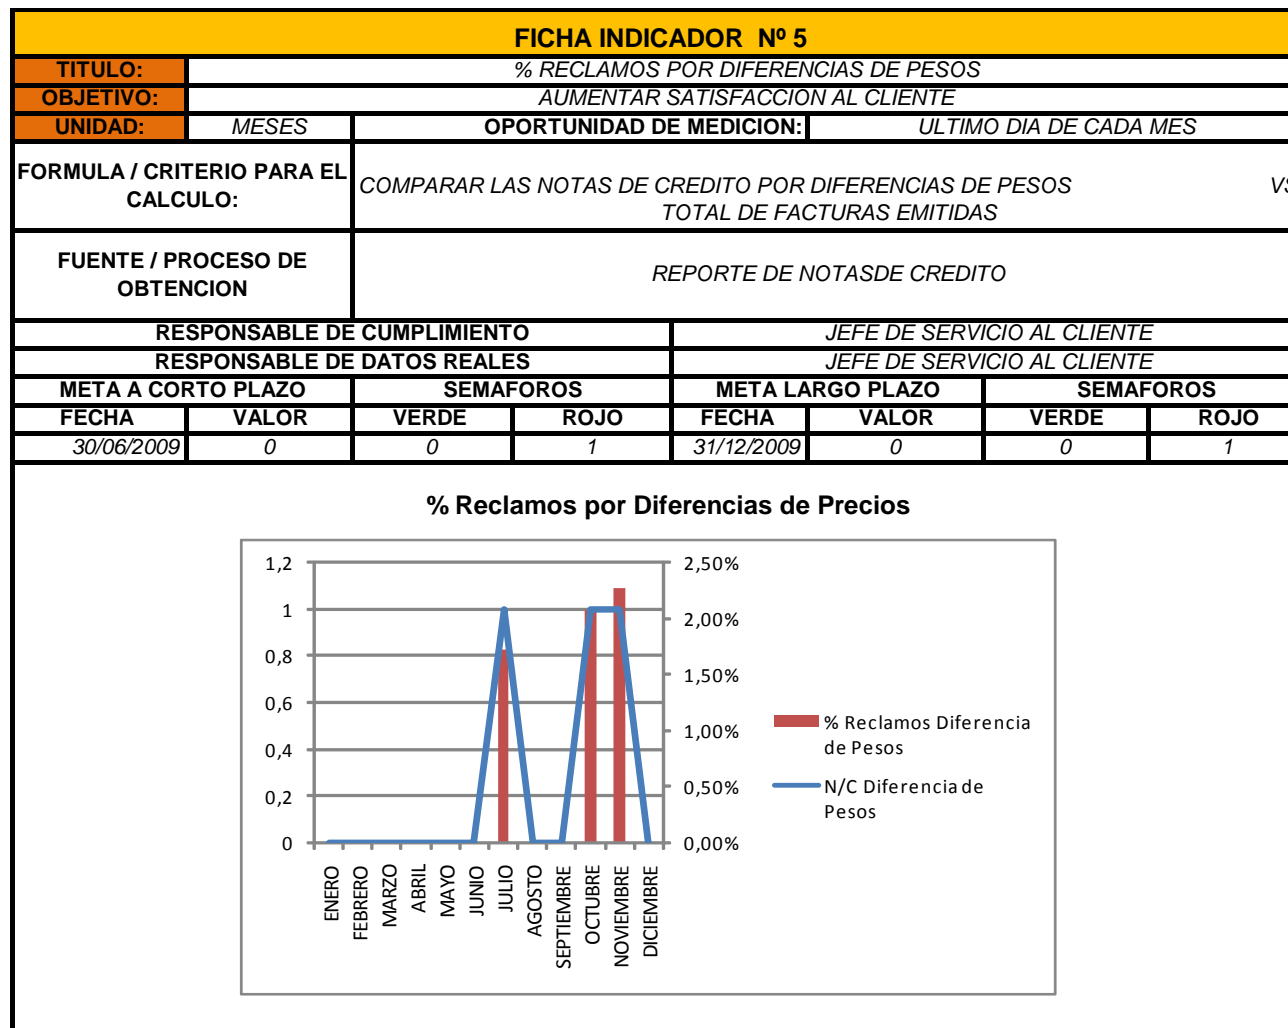 FICHA INDICADOR Nº 5
TITULO: % RECLAMOS POR DIFERENCIAS DE PESOS
OBJETIVO: AUMENTAR SATISFACCION AL CLIENTE
UNIDAD: MESES OPORTUNIDAD DE MEDICION: ULTIMO DIA DE CADA MES
FORMULA / CRITERIO PARA EL
CALCULO:
COMPARAR LAS NOTAS DE CREDITO POR DIFERENCIAS DE PESOS VS
TOTAL DE FACTURAS EMITIDAS
FUENTE / PROCESO DE
OBTENCION
REPORTE DE NOTASDE CREDITO
RESPONSABLE DE CUMPLIMIENTO JEFE DE SERVICIO AL CLIENTE
RESPONSABLE DE DATOS REALES JEFE DE SERVICIO AL CLIENTE
META A CORTO PLAZO SEMAFOROS META LARGO PLAZO SEMAFOROS
FECHA VALOR VERDE ROJO FECHA VALOR VERDE ROJO
30/06/2009 0 0 1 31/12/2009 0 0 1
% Reclamos por Diferencias de Precios
1,2
1
0,8
0,6
0,4
0,2
0
2,50%
2,00%
1,50%
1,00%
0,50%
0,00%
ENERO
FEBRERO
MARZO
ABRIL
MAYO
JUNIO
JULIO
AGOSTO
SEPTIEMBRE
OCTUBRE
NOVIEMBRE
DICIEMBRE
% Reclamos Diferencia
de Pesos
N/C Diferencia de
Pesos